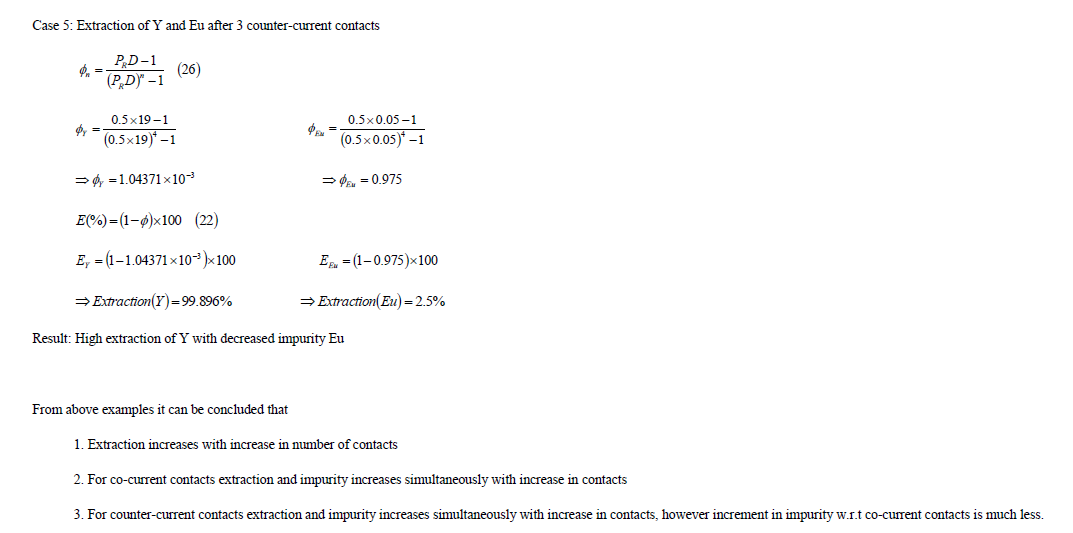 Case 5: Extraction of Y and Eu after 3 counter-current contacts
ϕₙ = (P_R D − 1) / ((P_R D)ⁿ − 1) (26)
ϕ_Y = (0.5×19−1) / ((0.5×19)⁴ −1) ϕ_Eu = (0.5×0.05−1) / ((0.5×0.05)⁴ −1)
⇒ ϕ_Y = 1.04371×10⁻³ ⇒ ϕ_Eu = 0.975
E(%) = (1−ϕ)×100 (22)
E_Y = (1−1.04371×10⁻³)×100 E_Eu = (1−0.975)×100
⇒ Extraction(Y) = 99.896% ⇒ Extraction(Eu) = 2.5%
Result: High extraction of Y with decreased impurity Eu
From above examples it can be concluded that
1. Extraction increases with increase in number of contacts
2. For co-current contacts extraction and impurity increases simultaneously with increase in contacts
3. For counter-current contacts extraction and impurity increases simultaneously with increase in contacts, however increment in impurity w.r.t co-current contacts is much less.